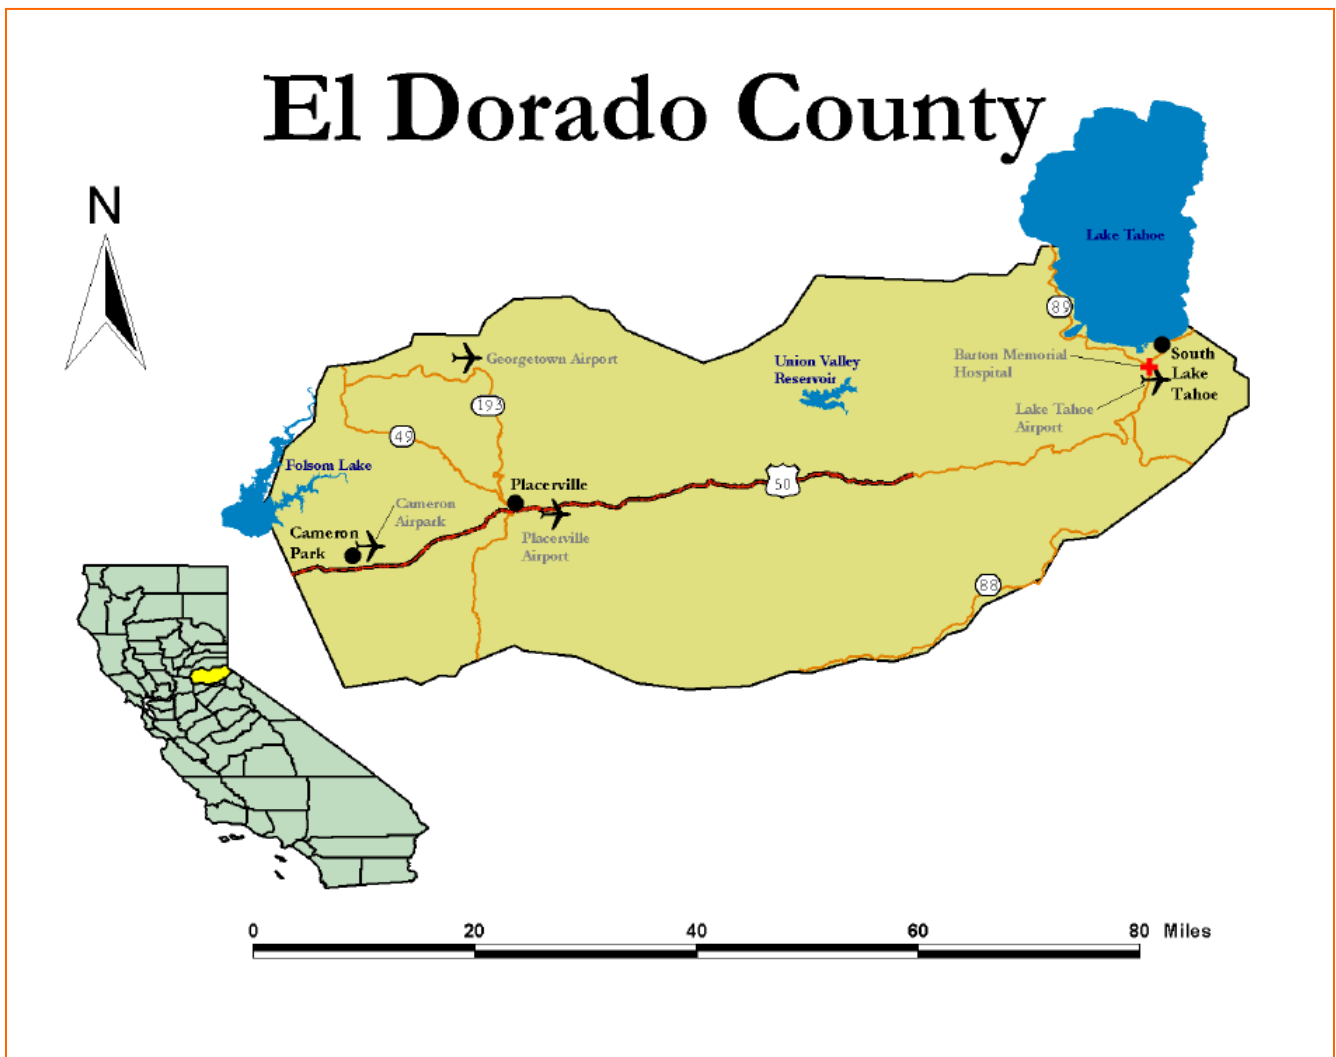 El Dorado County
N
Lake Tahoe
89
Georgetown Airport
Barton Memorial
Hospital
South
Lake
Tahoe
Union Valley
Reservoir
193
Lake Tahoe
Airport
49
Folsom Lake
Placerville
50
Cameron
Airpark
Cameron
Park
Placerville
Airport
88
0 20 40 60 80 Miles